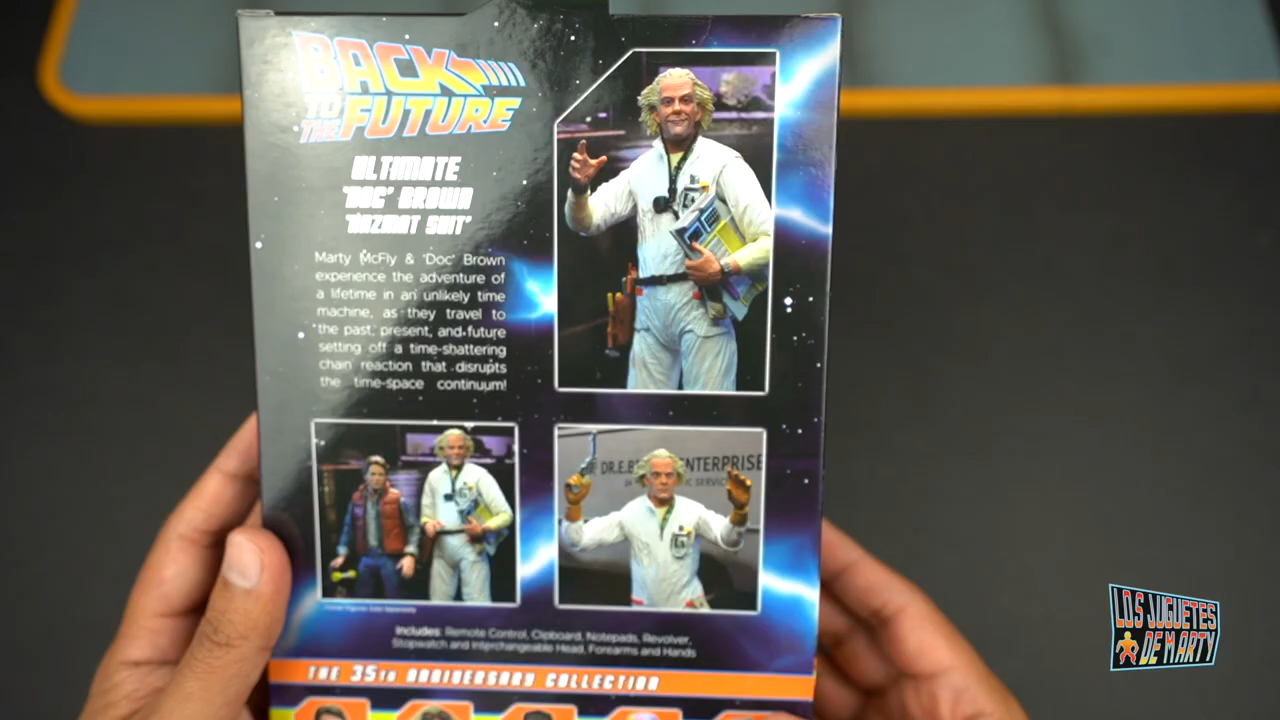 BACK
TO THE FUTURE
ULTIMATE
'DOC' BROWN
'HAZMAT SUIT'
Marty McFly & 'Doc' Brown
experience the adventure of
a lifetime in an unlikely time
machine, as they travel to
the past, present, and future
setting off a time-shattering
chain reaction that disrupts
the time-space continuum!
DR.E.B ENTERPRISE
SERVIC
Includes: Remote Control, Clipboard, Notepads, Revolver,
Stopwatch and Interchangeable Head, Forearms and Hands
THE 35TH ANNIVERSARY COLLECTION
LOS JUGUETES
DE MARTY